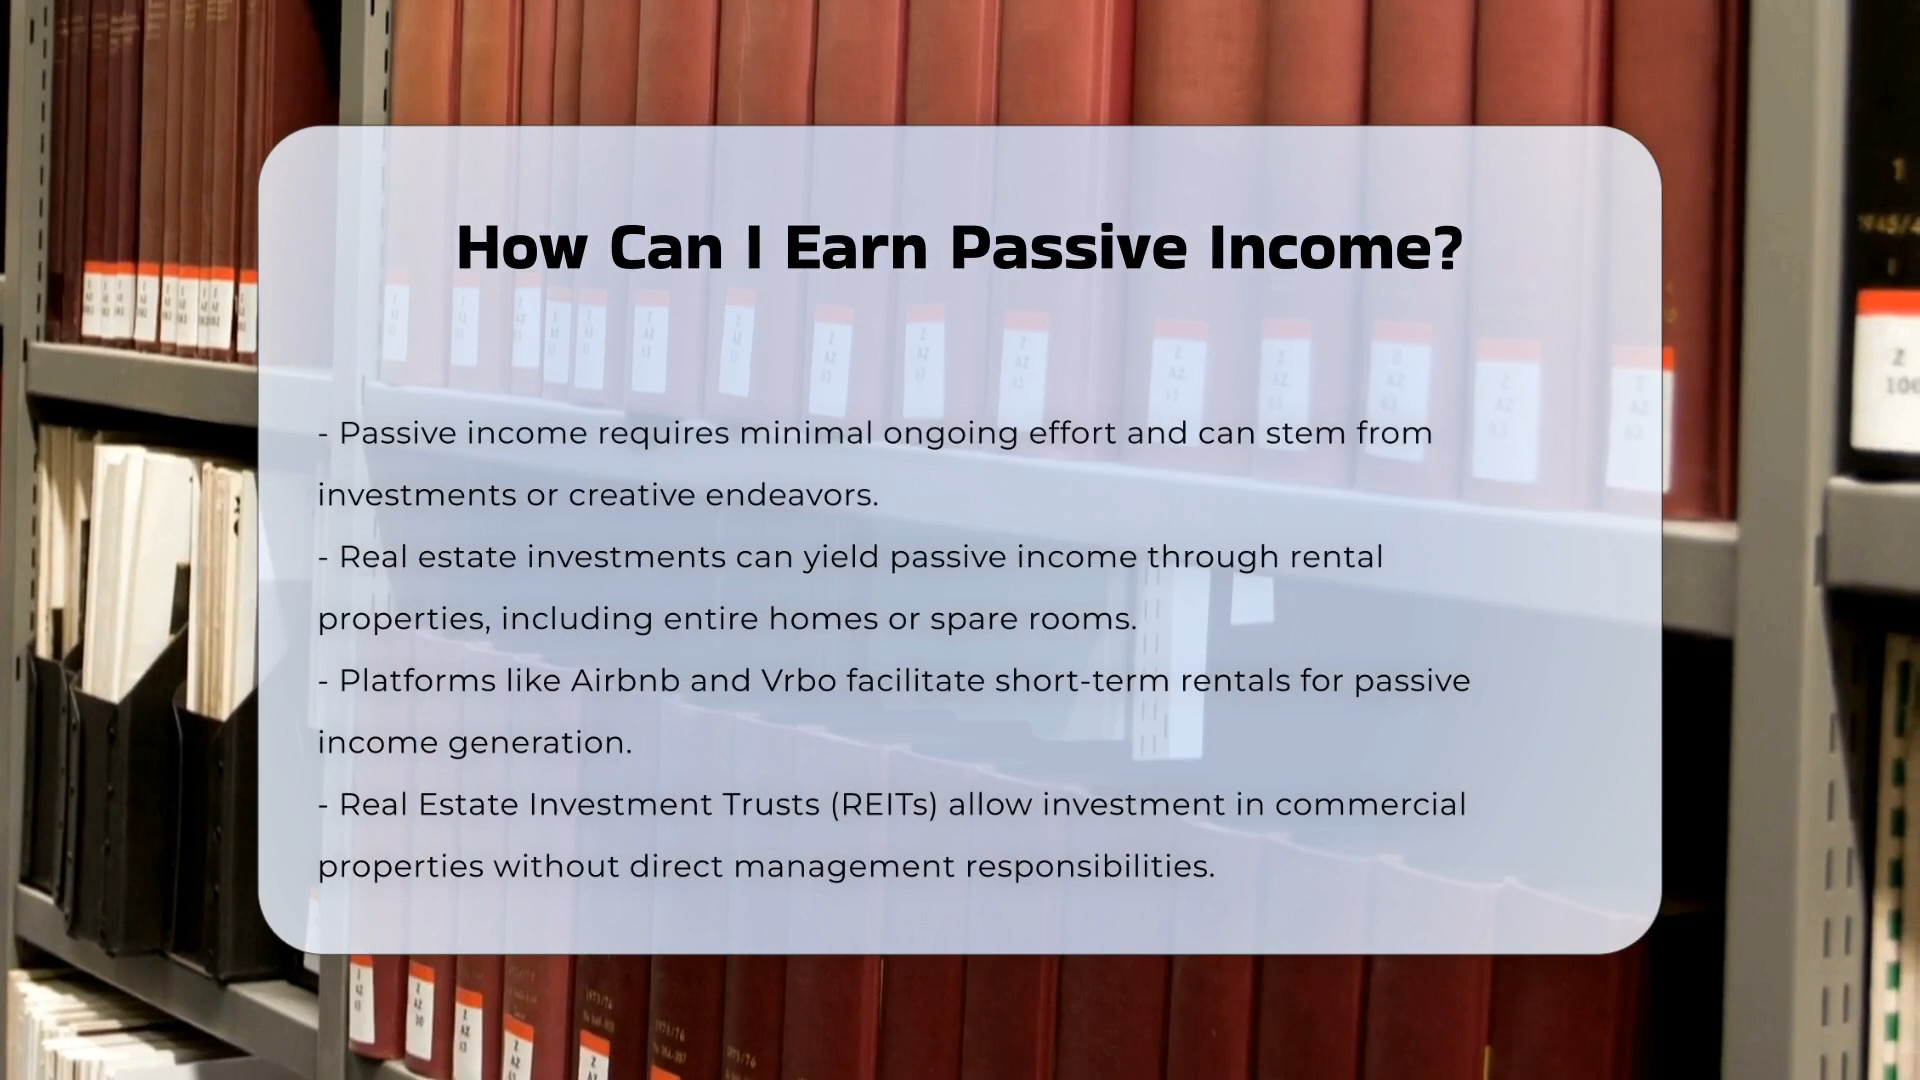 How Can I Earn Passive Income?
- Passive income requires minimal ongoing effort and can stem from
investments or creative endeavors.
- Real estate investments can yield passive income through rental
properties, including entire homes or spare rooms.
- Platforms like Airbnb and Vrbo facilitate short-term rentals for passive
income generation.
- Real Estate Investment Trusts (REITs) allow investment in commercial
properties without direct management responsibilities.